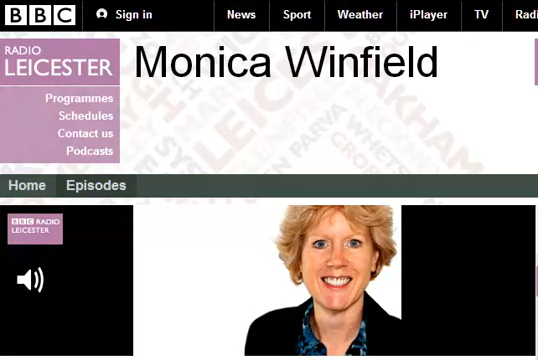 BBC Sign in News Sport Weather iPlayer TV Radi
RADIO
LEICESTER
Monica Winfield
Programmes
Schedules
Contact us
Podcasts
Home Episodes
BBC RADIO
LEICESTER